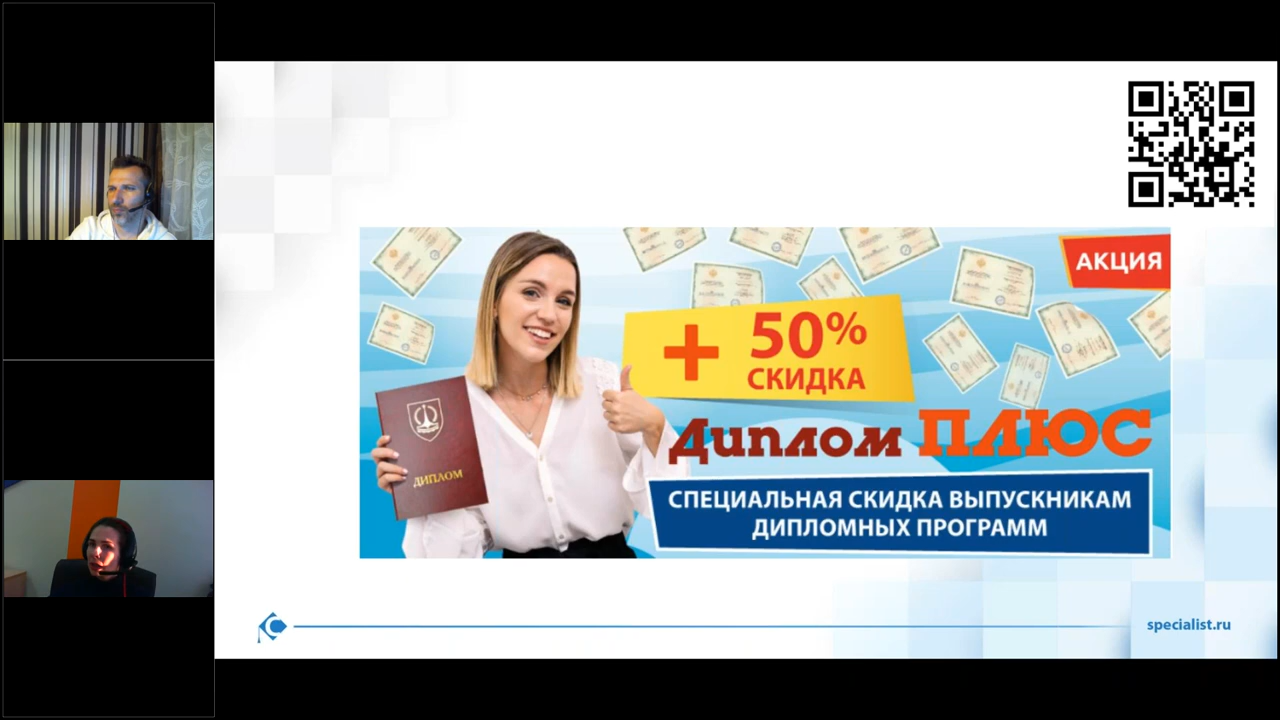 АКЦИЯ
+ 50%
СКИДКА
Диплом ПЛЮС
ДИПЛОМ
СПЕЦИАЛЬНАЯ СКИДКА ВЫПУСКНИКАМ
ДИПЛОМНЫХ ПРОГРАММ
specialist.ru